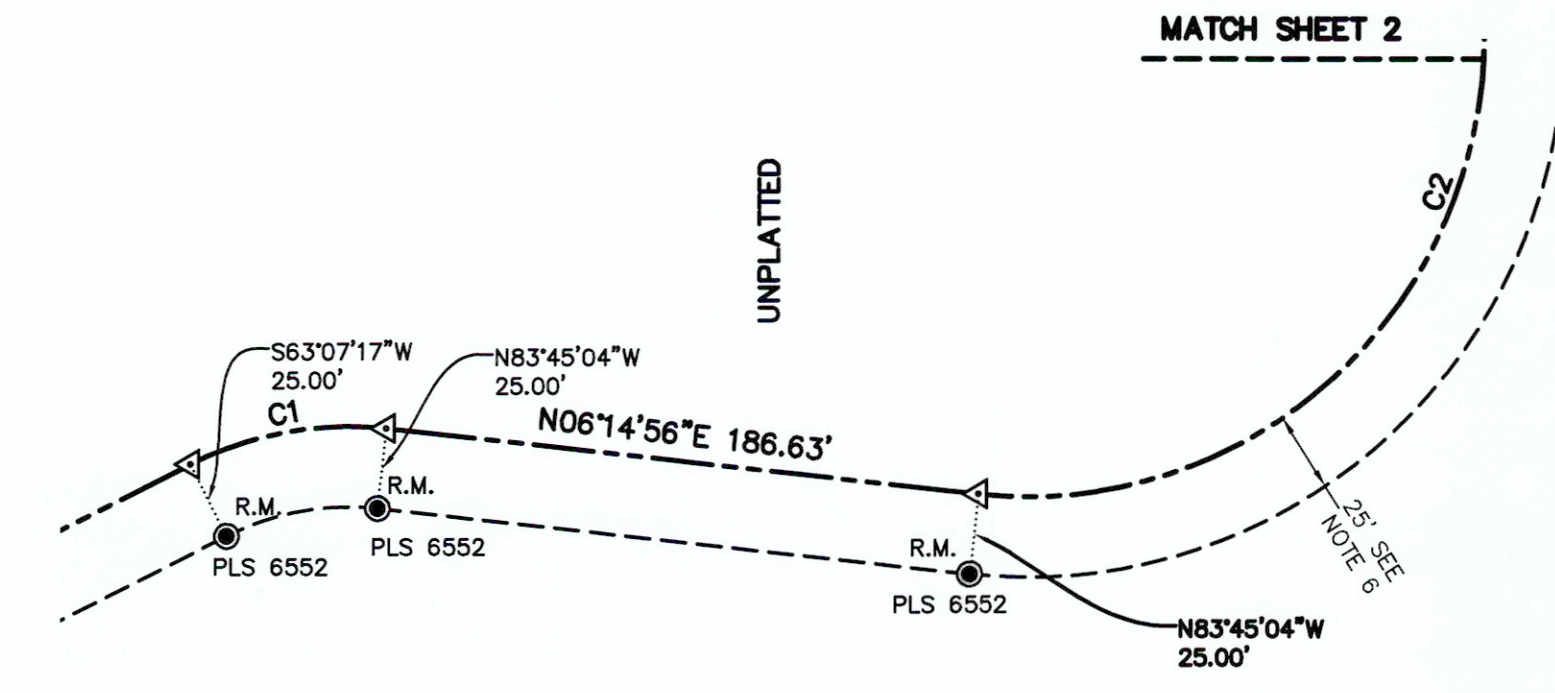 MATCH SHEET 2
UNPLATTED
C2
S63°07'17"W
25.00'
N83°45'04"W
25.00'
C1
N06°14'56"E 186.63'
R.M.
R.M.
PLS 6552
PLS 6552
25' SEE
NOTE 6
R.M.
PLS 6552
N83°45'04"W
25.00'